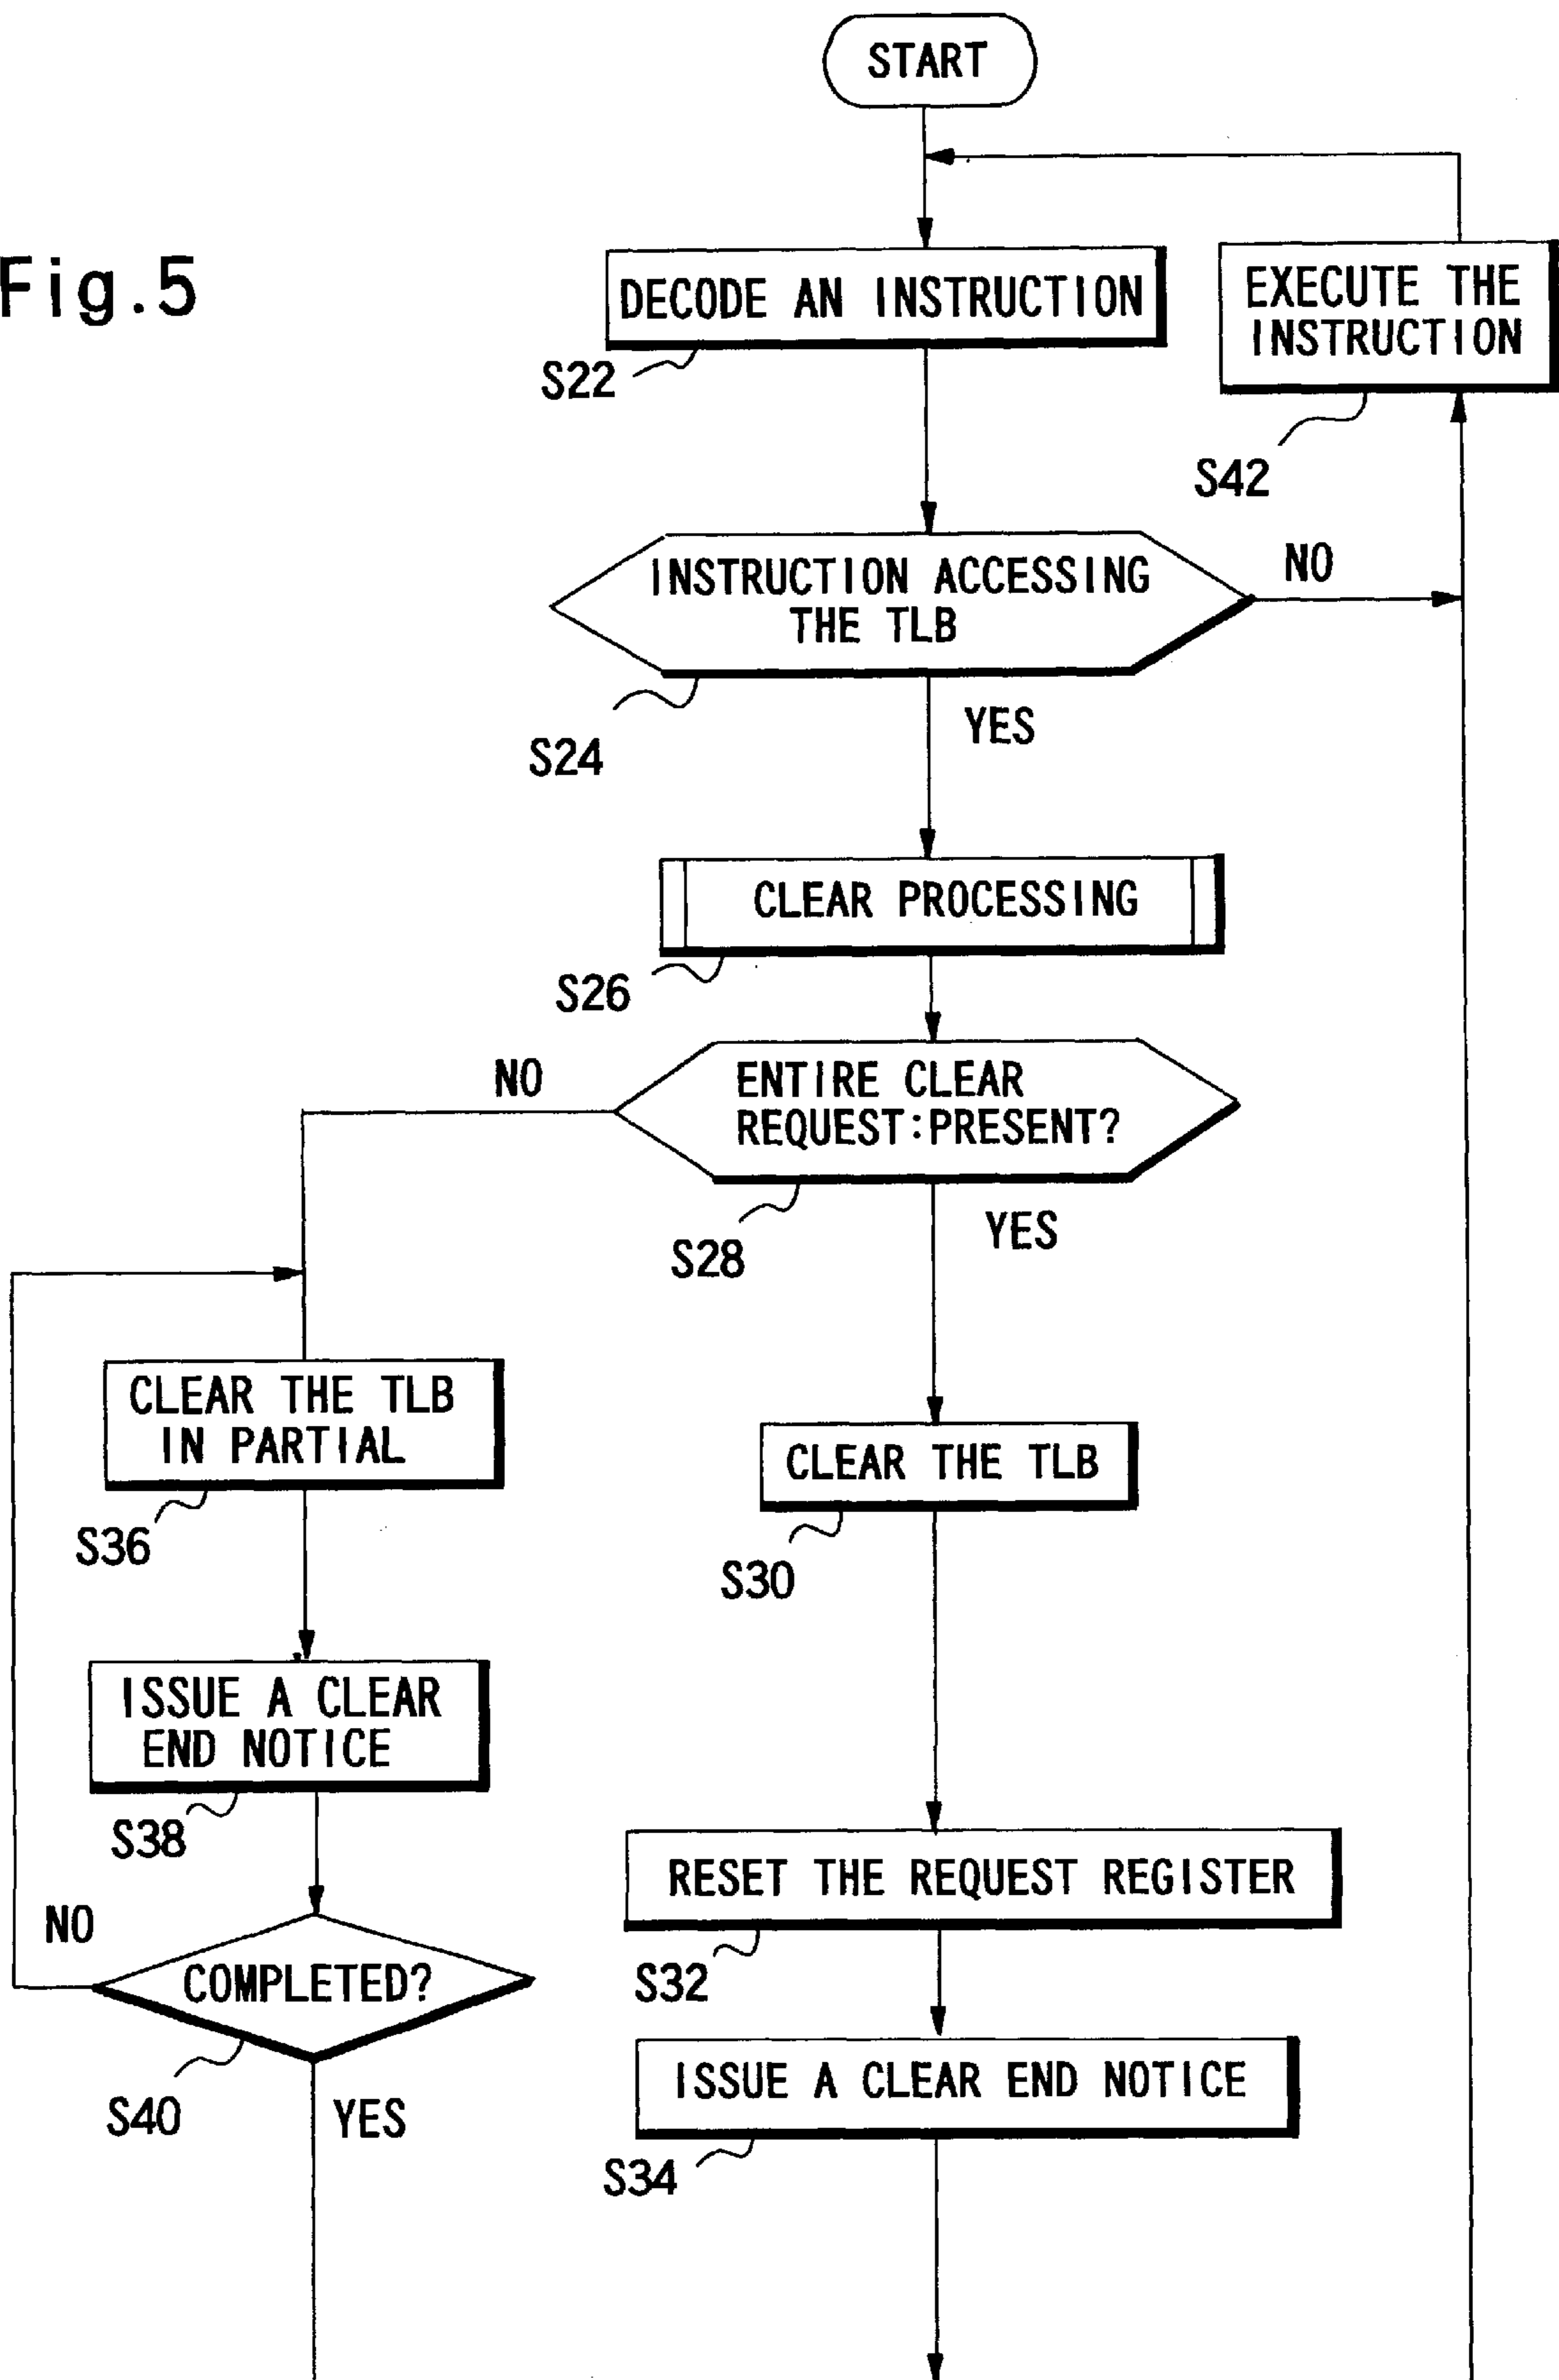 START
Fig.5
DECODE AN INSTRUCTION
S22
EXECUTE THE
INSTRUCTION
S42
INSTRUCTION ACCESSING
THE TLB
NO
S24
YES
CLEAR PROCESSING
S26
ENTIRE CLEAR
REQUEST:PRESENT?
NO
S28
YES
CLEAR THE TLB
IN PARTIAL
S36
CLEAR THE TLB
S30
ISSUE A CLEAR
END NOTICE
S38
RESET THE REQUEST REGISTER
S32
NO
COMPLETED?
S40
YES
ISSUE A CLEAR END NOTICE
S34